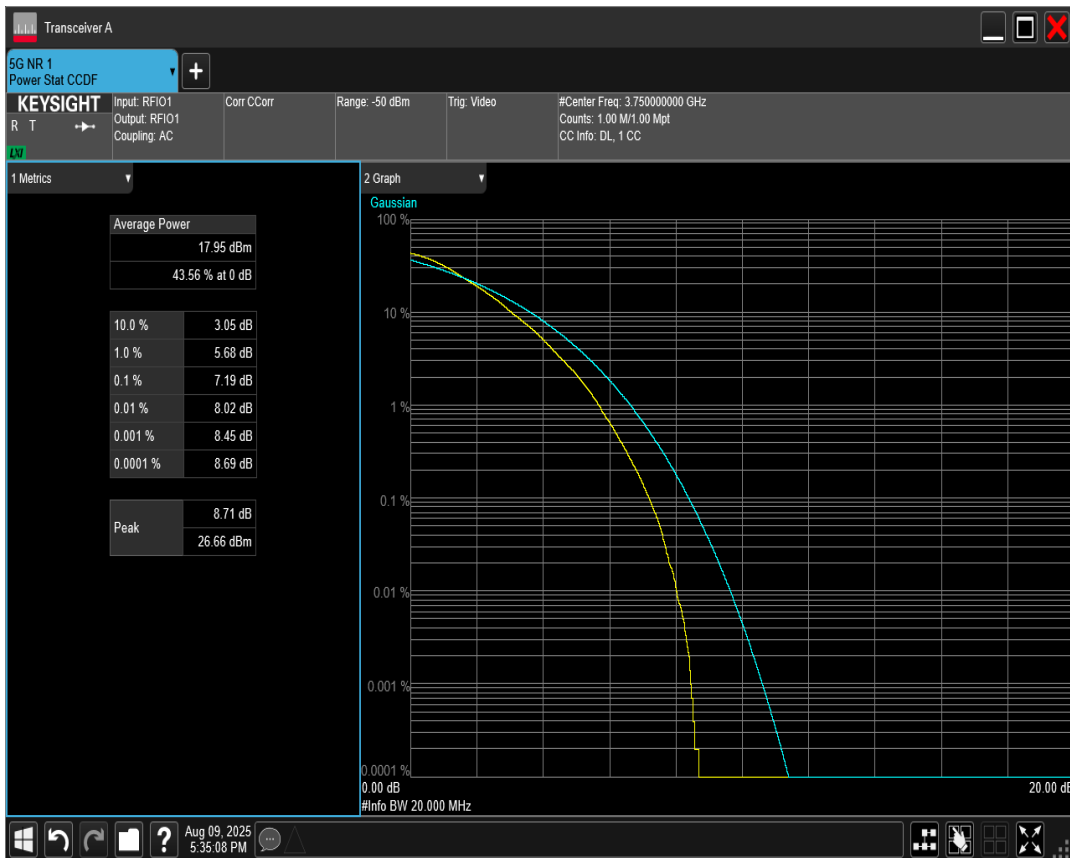 Transceiver A
5G NR 1
Power Stat CCDF
KEYSIGHT
R T
LXI
Input: RFIO1
Output: RFIO1
Coupling: AC
Corr CCorr
Range: -50 dBm
Trig: Video
#Center Freq: 3.750000000 GHz
Counts: 1.00 M/1.00 Mpt
CC Info: DL, 1 CC
1 Metrics
Average Power
17.95 dBm
43.56 % at 0 dB
10.0 % 3.05 dB
1.0 % 5.68 dB
0.1 % 7.19 dB
0.01 % 8.02 dB
0.001 % 8.45 dB
0.0001 % 8.69 dB
Peak
8.71 dB
26.66 dBm
2 Graph
Gaussian
100 %
10 %
1 %
0.1 %
0.01 %
0.001 %
0.0001 %
0.00 dB
20.00 dB
#Info BW 20.000 MHz
?
Aug 09, 2025
5:35:08 PM